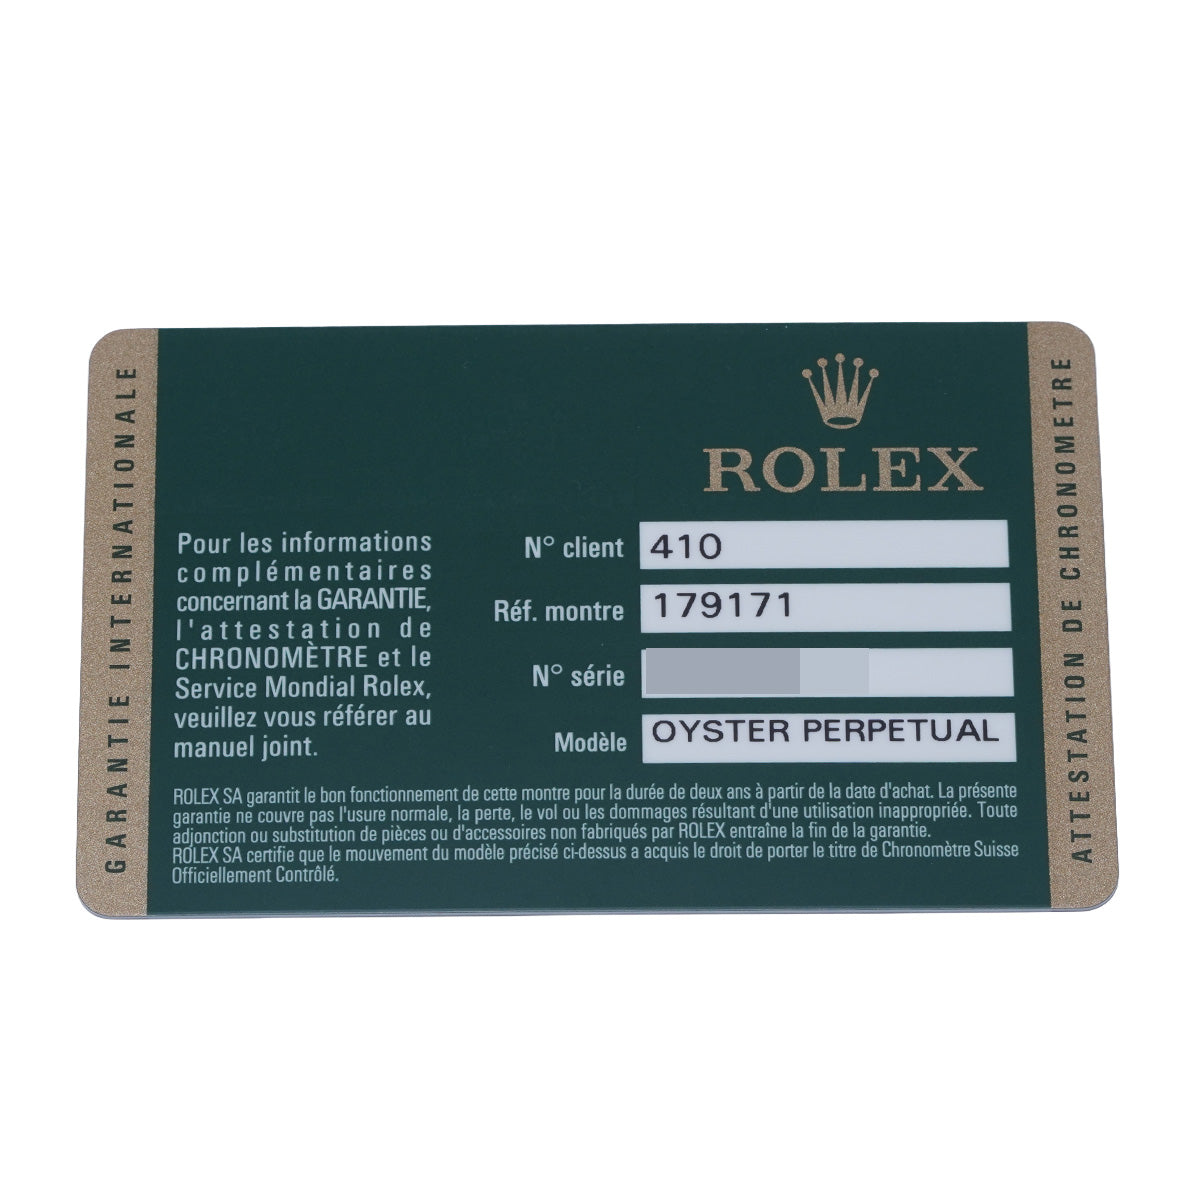 GARANTIE INTERNATIONALE
ROLEX
Pour les informations
complémentaires
concernant la GARANTIE,
l'attestation de
CHRONOMÈTRE et le
Service Mondial Rolex,
veuillez vous référer au
manuel joint.
N° client 410
Réf. montre 179171
N° série
Modèle OYSTER PERPETUAL
ROLEX SA garantit le bon fonctionnement de cette montre pour la durée de deux ans à partir de la date d'achat. La présente
garantie ne couvre pas l'usure normale, la perte, le vol ou les dommages résultant d'une utilisation inappropriée. Toute
adjonction ou substitution de pièces ou d'accessoires non fabriqués par ROLEX entraîne la fin de la garantie.
ROLEX SA certifie que le mouvement du modèle précisé ci-dessus a acquis le droit de porter le titre de Chronomètre Suisse
Officiellement Contrôlé.
ATTESTATION DE CHRONOMETRE